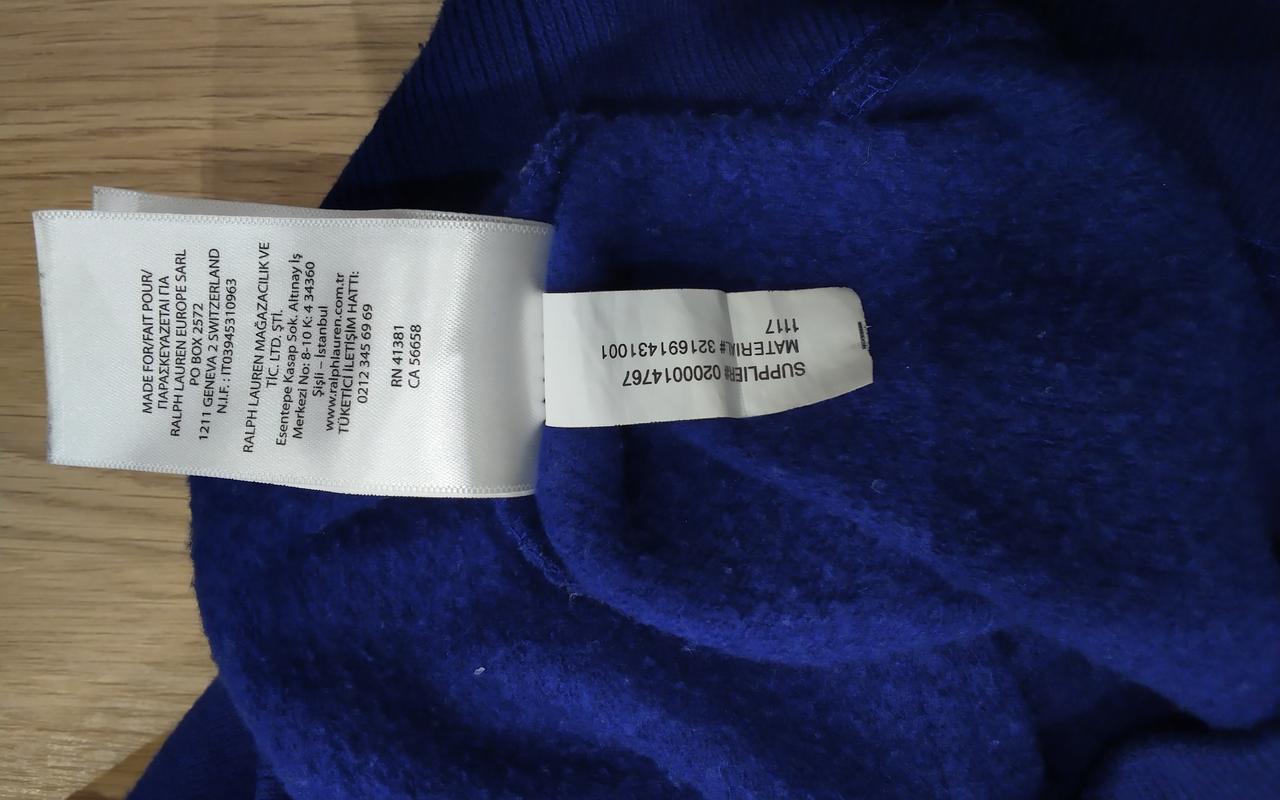 MADE FOR/FAIT POUR/
ΠΑΡΑΣΚΕΥΑΖΕΤΑΙ ΓΙΑ
RALPH LAUREN EUROPE SARL
PO BOX 2572
1211 GENEVA 2 SWITZERLAND
N.I.F. : IT03945310963
RALPH LAUREN MAĞAZACILIK VE
TİC. LTD. ŞTİ.
Esentepe Kasap Sok. Altınay İş
Merkezi No: 8-10 K: 4 34360
Şişli – İstanbul
www.ralphlauren.com.tr
TÜKETİCİ İLETİŞİM HATTI:
0212 345 69 69
RN 41381
CA 56658
SUPPLIER# 0200014767
MATERIAL# 321691431001
1117